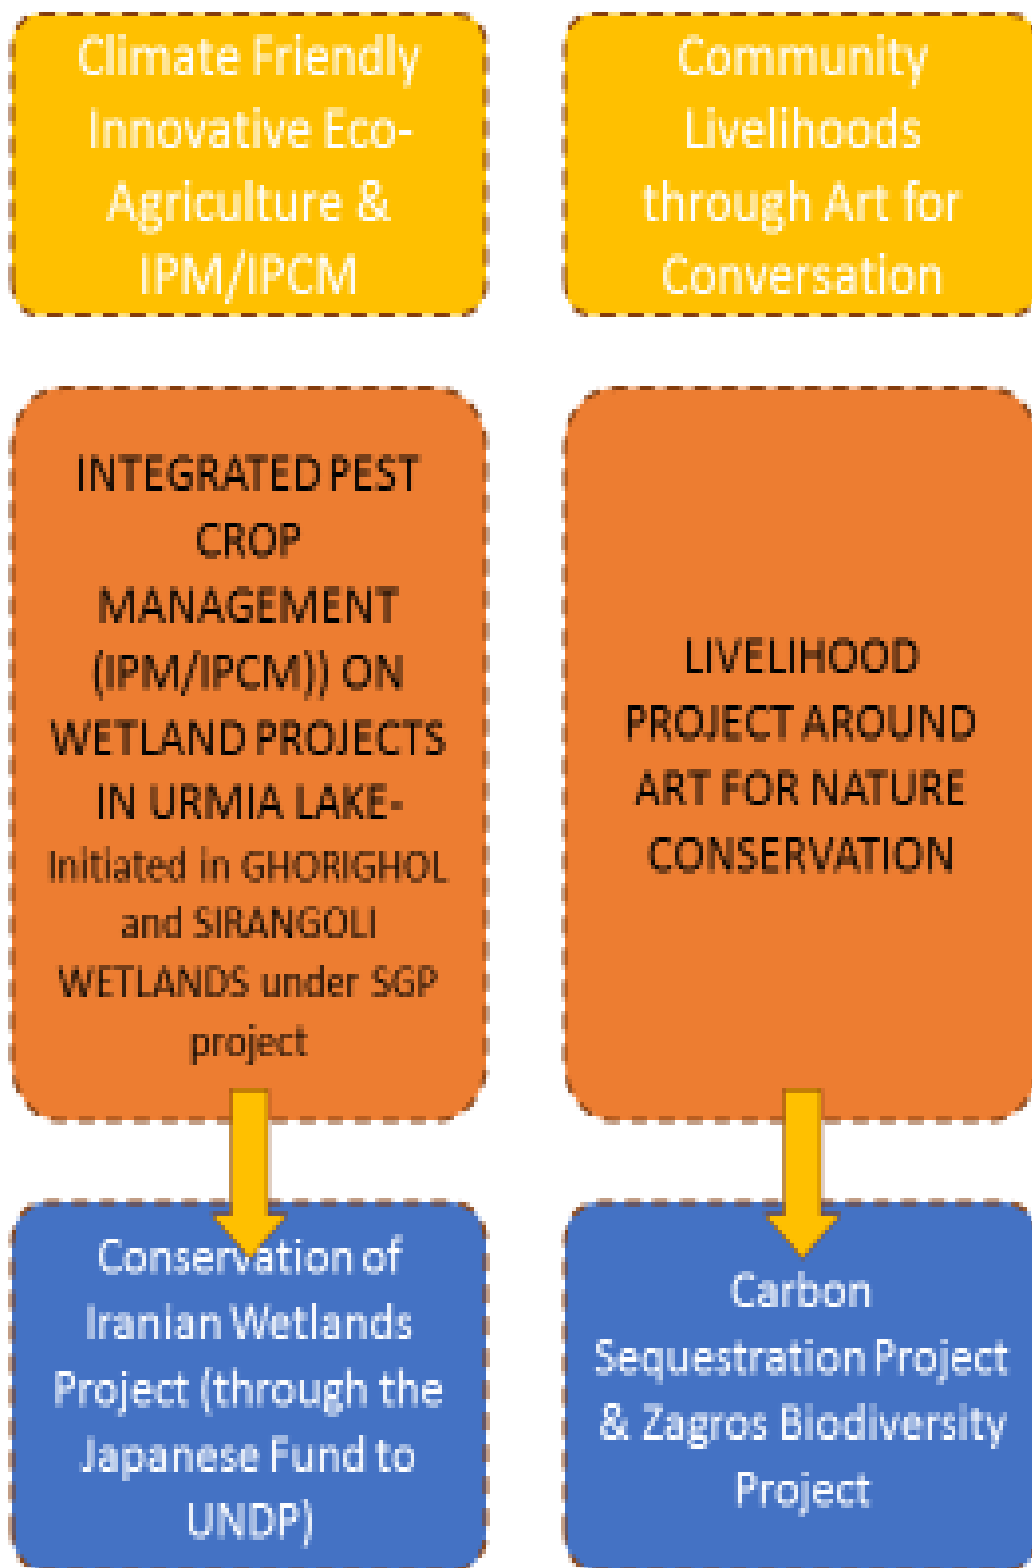 Climate Friendly
Innovative Eco-
Agriculture &
IPM/IPCM
Community
Livelihoods
through Art for
Conversation
INTEGRATED PEST
CROP
MANAGEMENT
(IPM/IPCM)) ON
WETLAND PROJECTS
IN URMIA LAKE-
Initiated in GHORIGHOL
and SIRANGOLI
WETLANDS under SGP
project
LIVELIHOOD
PROJECT AROUND
ART FOR NATURE
CONSERVATION
Conservation of
Iranian Wetlands
Project (through the
Japanese Fund to
UNDP)
Carbon
Sequestration Project
& Zagros Biodiversity
Project